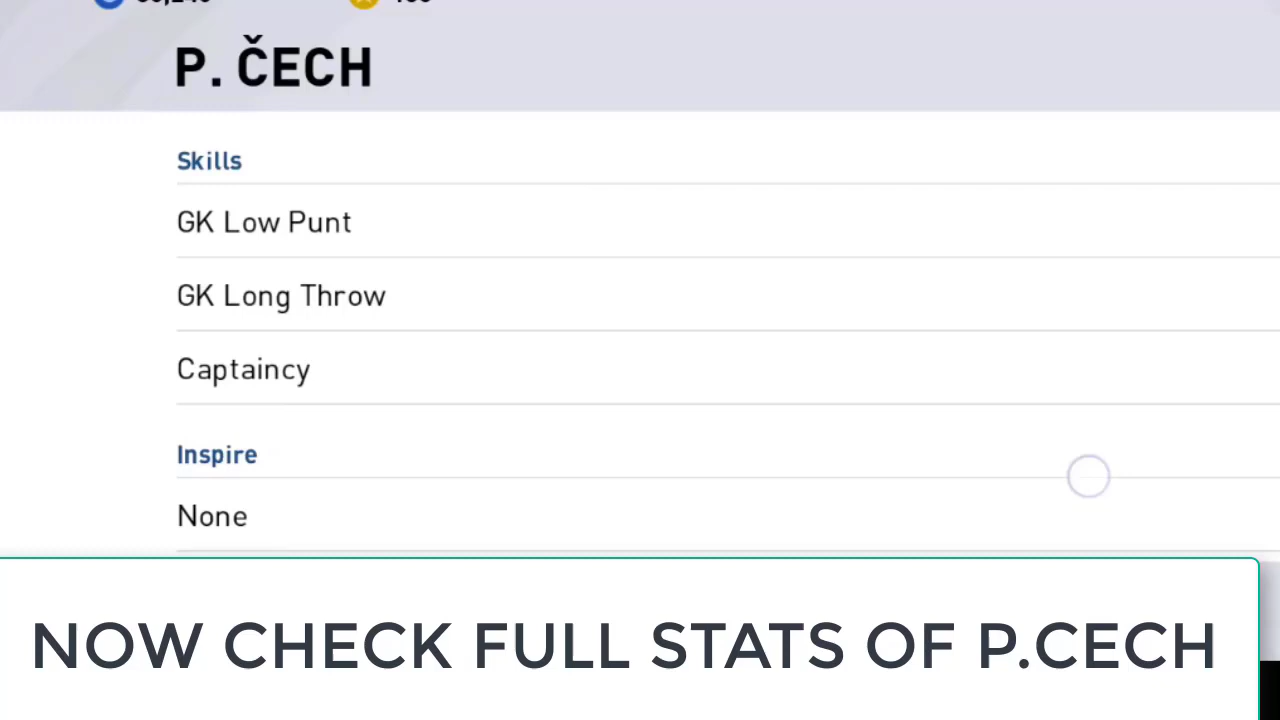 P. ČECH
Skills
GK Low Punt
GK Long Throw
Captaincy
Inspire
None
NOW CHECK FULL STATS OF P.CECH